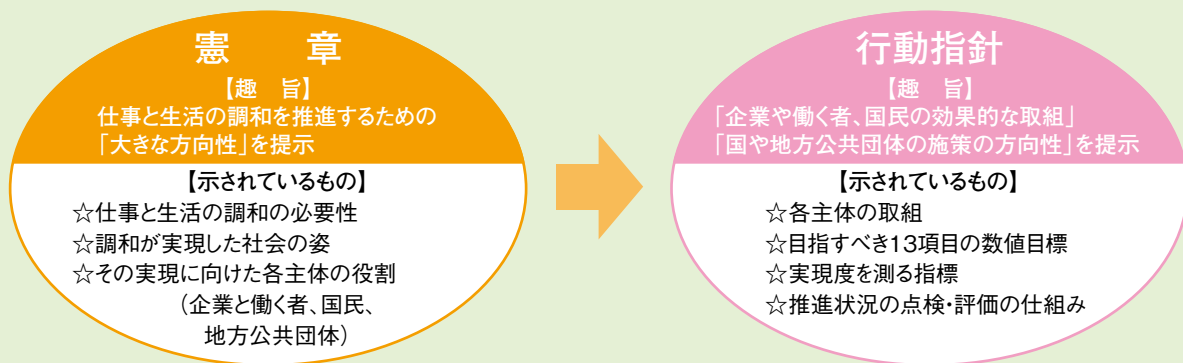 憲　章
【趣　旨】
仕事と生活の調和を推進するための
「大きな方向性」を提示
【示されているもの】
☆仕事と生活の調和の必要性
☆調和が実現した社会の姿
☆その実現に向けた各主体の役割
（企業と働く者、国民、
地方公共団体）
行動指針
【趣　旨】
「企業や働く者、国民の効果的な取組」
「国や地方公共団体の施策の方向性」を提示
【示されているもの】
☆各主体の取組
☆目指すべき13項目の数値目標
☆実現度を測る指標
☆推進状況の点検・評価の仕組み